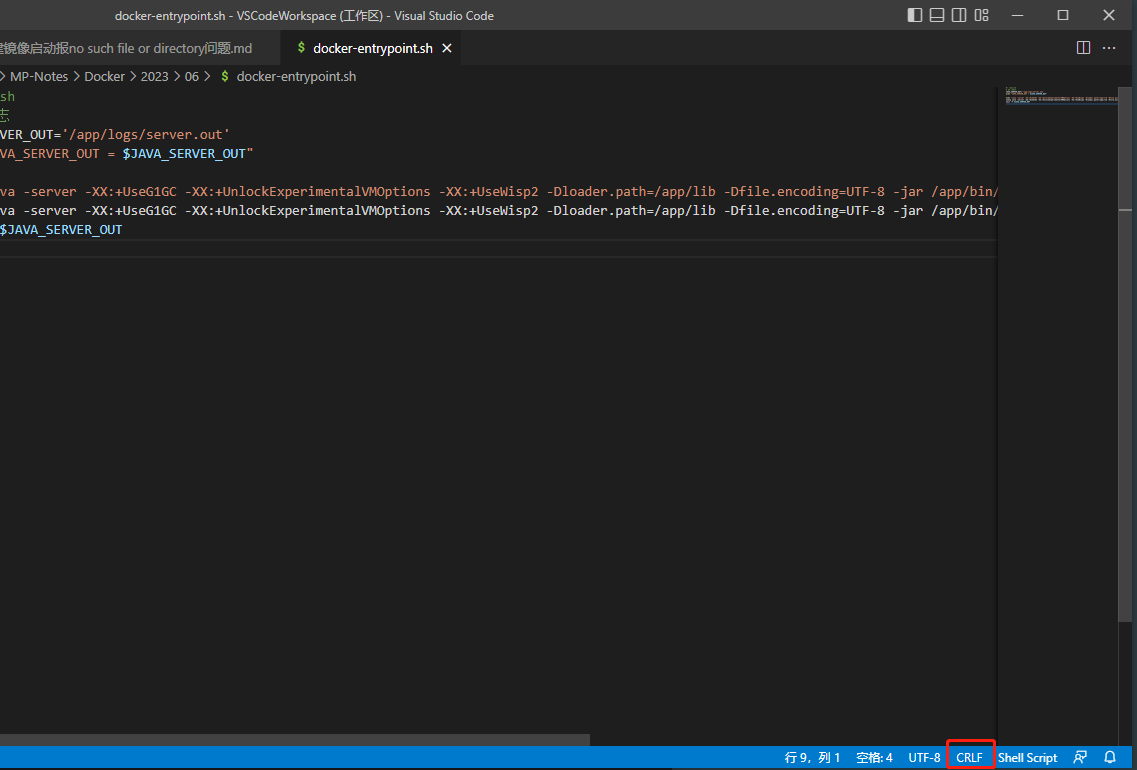 docker-entrypoint.sh - VSCodeWorkspace (工作区) - Visual Studio Code
镜像启动报no such file or directory问题.md
$ docker-entrypoint.sh
MP-Notes > Docker > 2023 > 06 > $ docker-entrypoint.sh
sh
志
VER_OUT='/app/logs/server.out'
VA_SERVER_OUT = $JAVA_SERVER_OUT"
va -server -XX:+UseG1GC -XX:+UnlockExperimentalVMOptions -XX:+UseWisp2 -Dloader.path=/app/lib -Dfile.encoding=UTF-8 -jar /app/bin/
va -server -XX:+UseG1GC -XX:+UnlockExperimentalVMOptions -XX:+UseWisp2 -Dloader.path=/app/lib -Dfile.encoding=UTF-8 -jar /app/bin/
$JAVA_SERVER_OUT
行 9，列 1 空格: 4 UTF-8 CRLF Shell Script